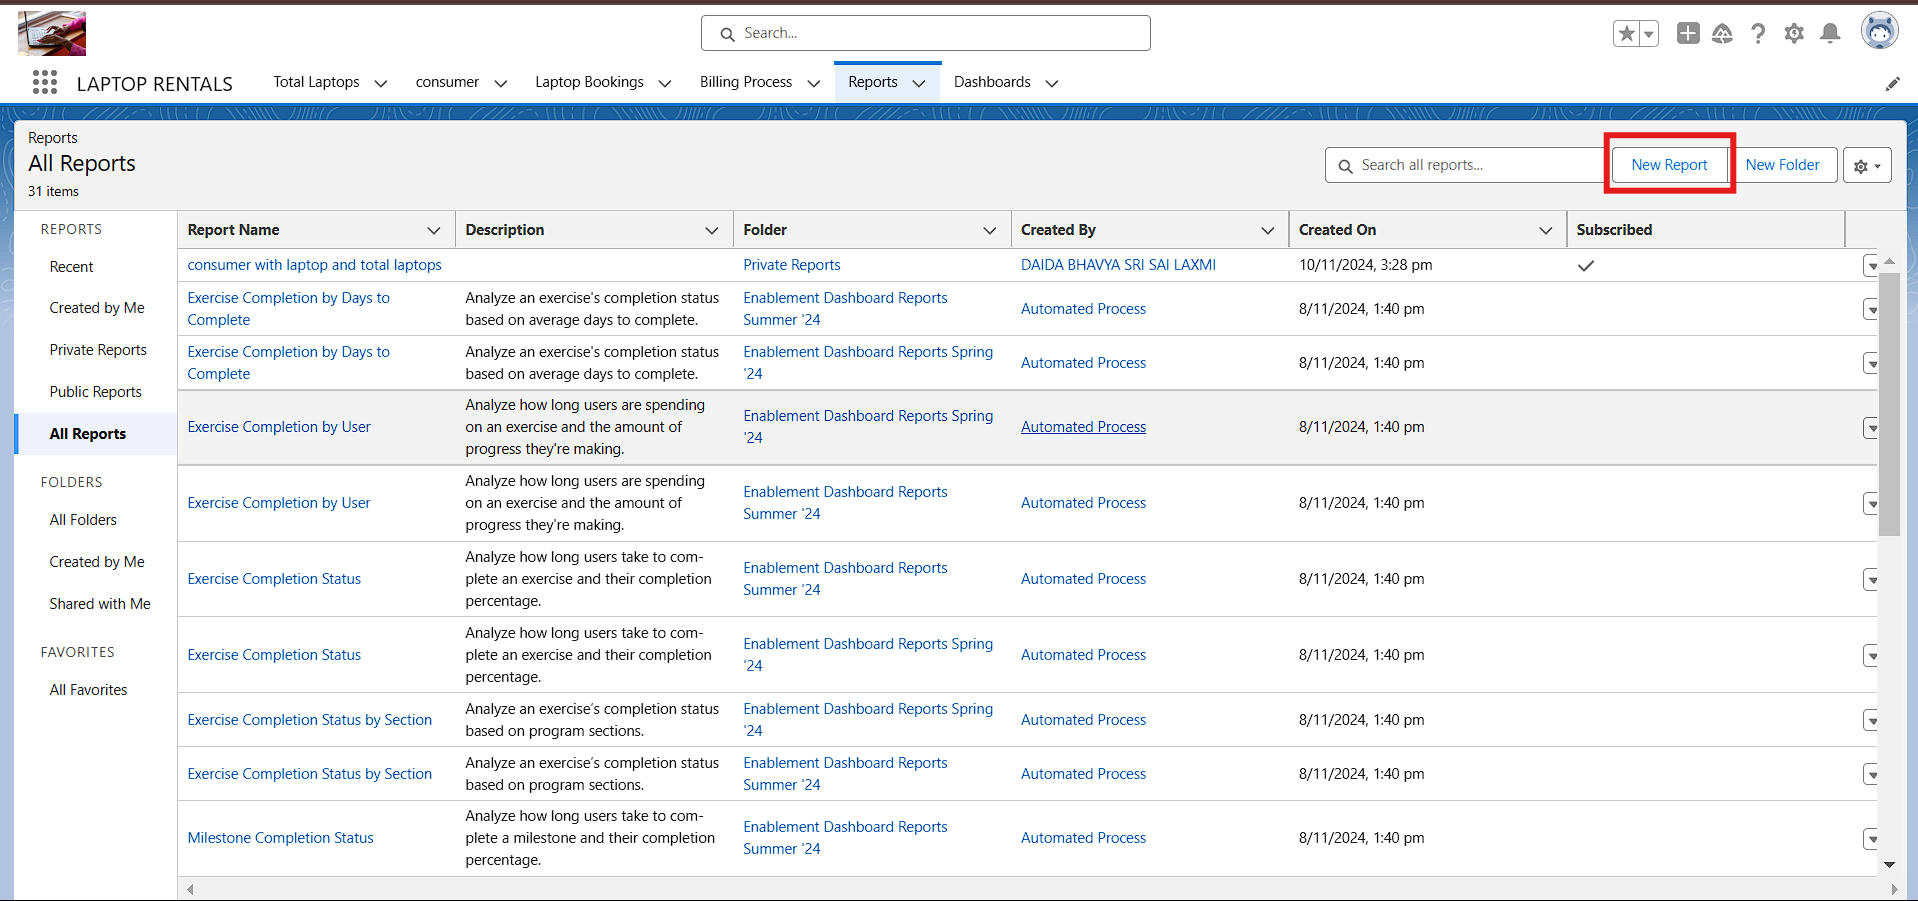 Search...
LAPTOP RENTALS
Total Laptops
consumer
Laptop Bookings
Billing Process
Reports
Dashboards
Reports
All Reports
31 items
Search all reports...
New Report
New Folder
REPORTS
Recent
Created by Me
Private Reports
Public Reports
All Reports
FOLDERS
All Folders
Created by Me
Shared with Me
FAVORITES
All Favorites
Report Name
Description
Folder
Created By
Created On
Subscribed
consumer with laptop and total laptops
Private Reports
DAIDA BHAVYA SRI SAI LAXMI
10/11/2024, 3:28 pm
Exercise Completion by Days to
Complete
Analyze an exercise's completion status
based on average days to complete.
Enablement Dashboard Reports
Summer '24
Automated Process
8/11/2024, 1:40 pm
Exercise Completion by Days to
Complete
Analyze an exercise's completion status
based on average days to complete.
Enablement Dashboard Reports Spring
'24
Automated Process
8/11/2024, 1:40 pm
Exercise Completion by User
Analyze how long users are spending
on an exercise and the amount of
progress they're making.
Enablement Dashboard Reports Spring
'24
Automated Process
8/11/2024, 1:40 pm
Exercise Completion by User
Analyze how long users are spending
on an exercise and the amount of
progress they're making.
Enablement Dashboard Reports
Summer '24
Automated Process
8/11/2024, 1:40 pm
Exercise Completion Status
Analyze how long users take to com-
plete an exercise and their completion
percentage.
Enablement Dashboard Reports
Summer '24
Automated Process
8/11/2024, 1:40 pm
Exercise Completion Status
Analyze how long users take to com-
plete an exercise and their completion
percentage.
Enablement Dashboard Reports Spring
'24
Automated Process
8/11/2024, 1:40 pm
Exercise Completion Status by Section
Analyze an exercise's completion status
based on program sections.
Enablement Dashboard Reports Spring
'24
Automated Process
8/11/2024, 1:40 pm
Exercise Completion Status by Section
Analyze an exercise's completion status
based on program sections.
Enablement Dashboard Reports
Summer '24
Automated Process
8/11/2024, 1:40 pm
Milestone Completion Status
Analyze how long users take to com-
plete a milestone and their completion
percentage.
Enablement Dashboard Reports
Summer '24
Automated Process
8/11/2024, 1:40 pm